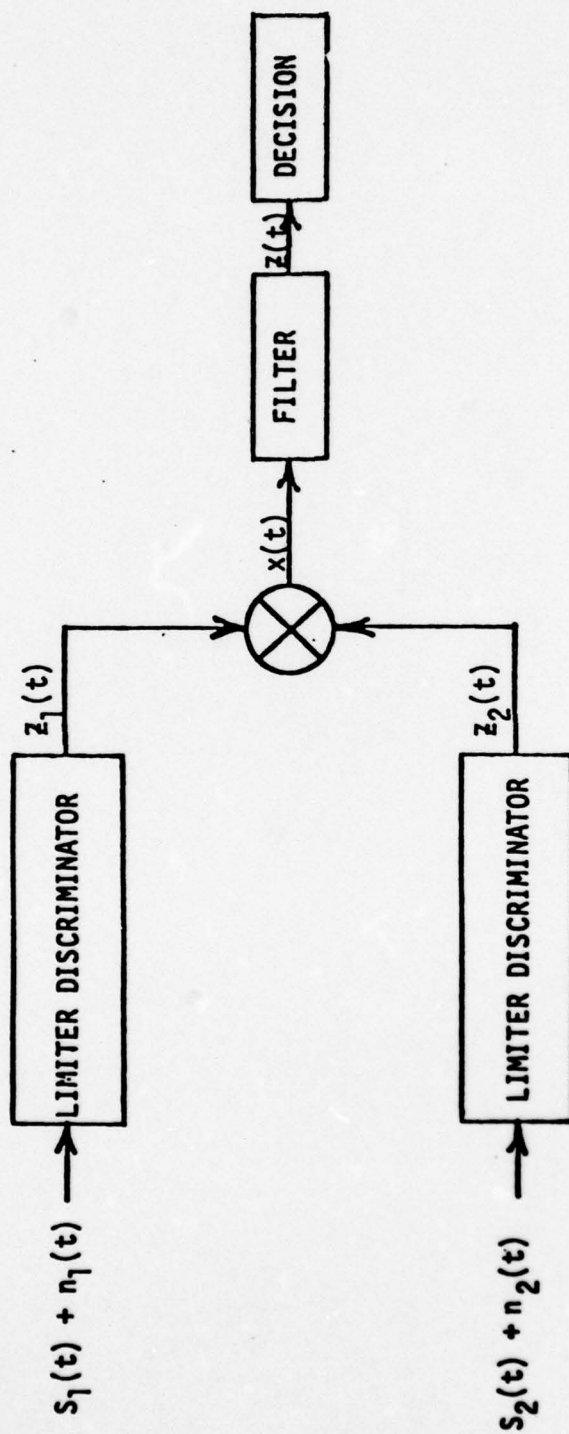 S₁(t) + n₁(t)
LIMITER DISCRIMINATOR
z₁(t)
S₂(t) + n₂(t)
LIMITER DISCRIMINATOR
z₂(t)
x(t)
FILTER
z(t)
DECISION